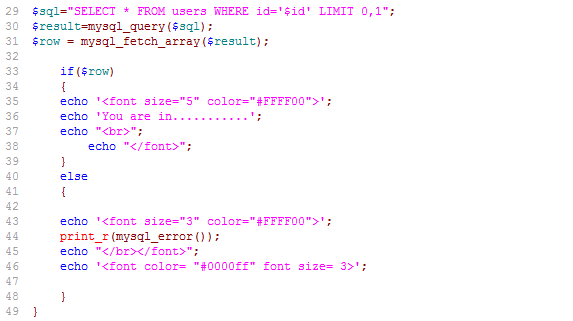 29 $sql="SELECT * FROM users WHERE id='$id' LIMIT 0,1";
30 $result=mysql_query($sql);
31 $row = mysql_fetch_array($result);
32
33     if($row)
34     {
35     echo '<font size="5" color="#FFFF00">';
36     echo 'You are in...........';
37     echo "<br>";
38         echo "</font>";
39     }
40     else
41     {
42
43     echo '<font size="3" color="#FFFF00">';
44     print_r(mysql_error());
45     echo "</br></font>";
46     echo '<font color= "#0000ff" font size= 3>';
47
48     }
49 }